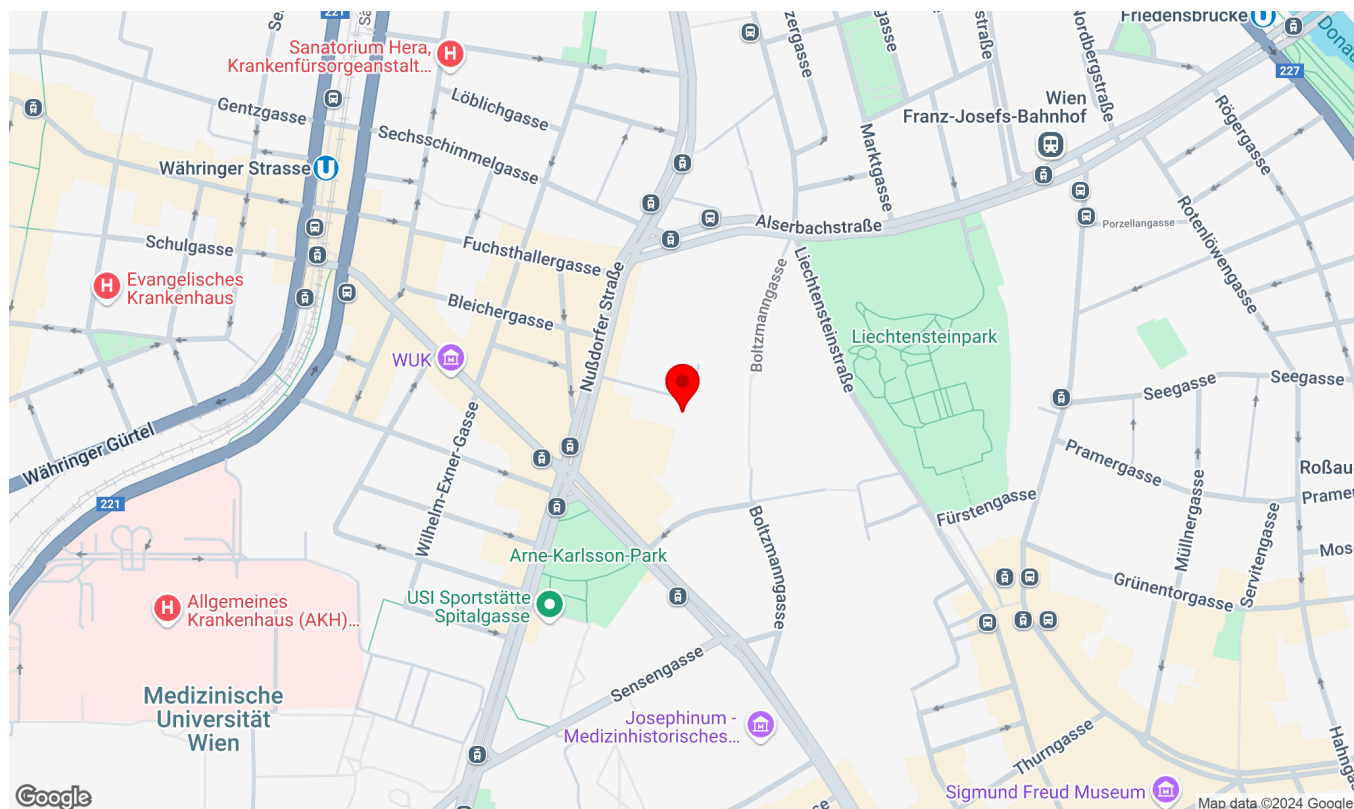 221
Sanatorium Hera,
Krankenfürsorgeanstalt...
Friedensbrücke
227
Gentzgasse
Löblichgasse
Sechsschimmelgasse
Währinger Strasse
Nordbergstraße
Wien
Franz-Josefs-Bahnhof
Marktgasse
Rögergasse
Rotenlöwengasse
Porzellangasse
Alserbachstraße
Schulgasse
Fuchsthallergasse
Evangelisches
Krankenhaus
Bleichergasse
Nußdorfer Straße
Boltzmanngasse
Liechtensteinstraße
Liechtensteinpark
WUK
Seegasse
Seegasse
Währinger Gürtel
Wilhelm-Exner-Gasse
Pramergasse
Roßau
Pramer
221
Fürstengasse
Müllnergasse
Servitengasse
Boltzmanngasse
Arne-Karlsson-Park
Mos
Grünentorgasse
USI Sportstätte
Spitalgasse
Allgemeines
Krankenhaus (AKH)...
Sensengasse
Medizinische
Universität
Wien
Josephinum -
Medizinhistorisches...
Thurngasse
Hahnga
Sigmund Freud Museum
Google
Map data ©2024 Google